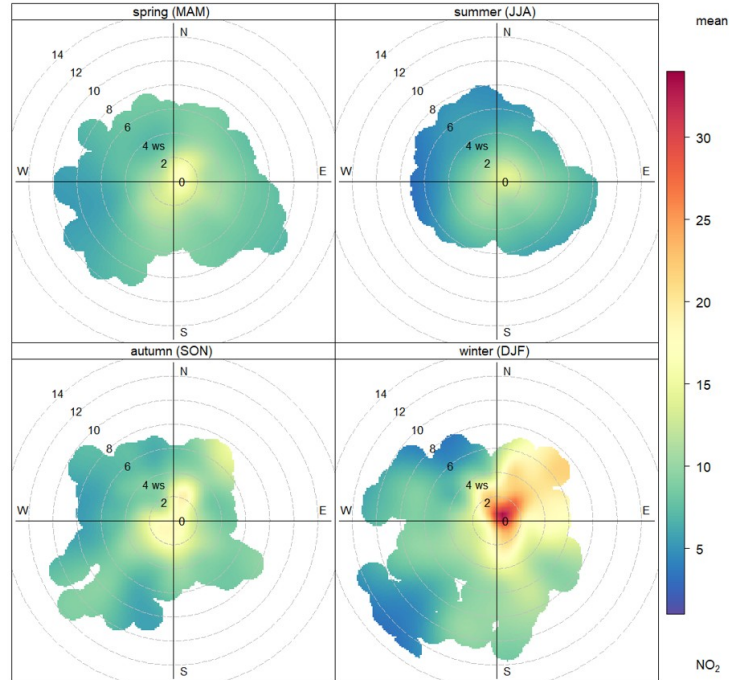 spring (MAM)
summer (JJA)
mean
N
N
14
14
12
12
10
10
8
8
6
6
4 ws
4 ws
2
2
W
0
E
W
0
E
S
S
autumn (SON)
winter (DJF)
N
N
14
14
12
12
10
10
8
8
6
6
4 ws
4 ws
2
2
W
0
E
W
0
E
S
S
30
25
20
15
10
5
NO₂